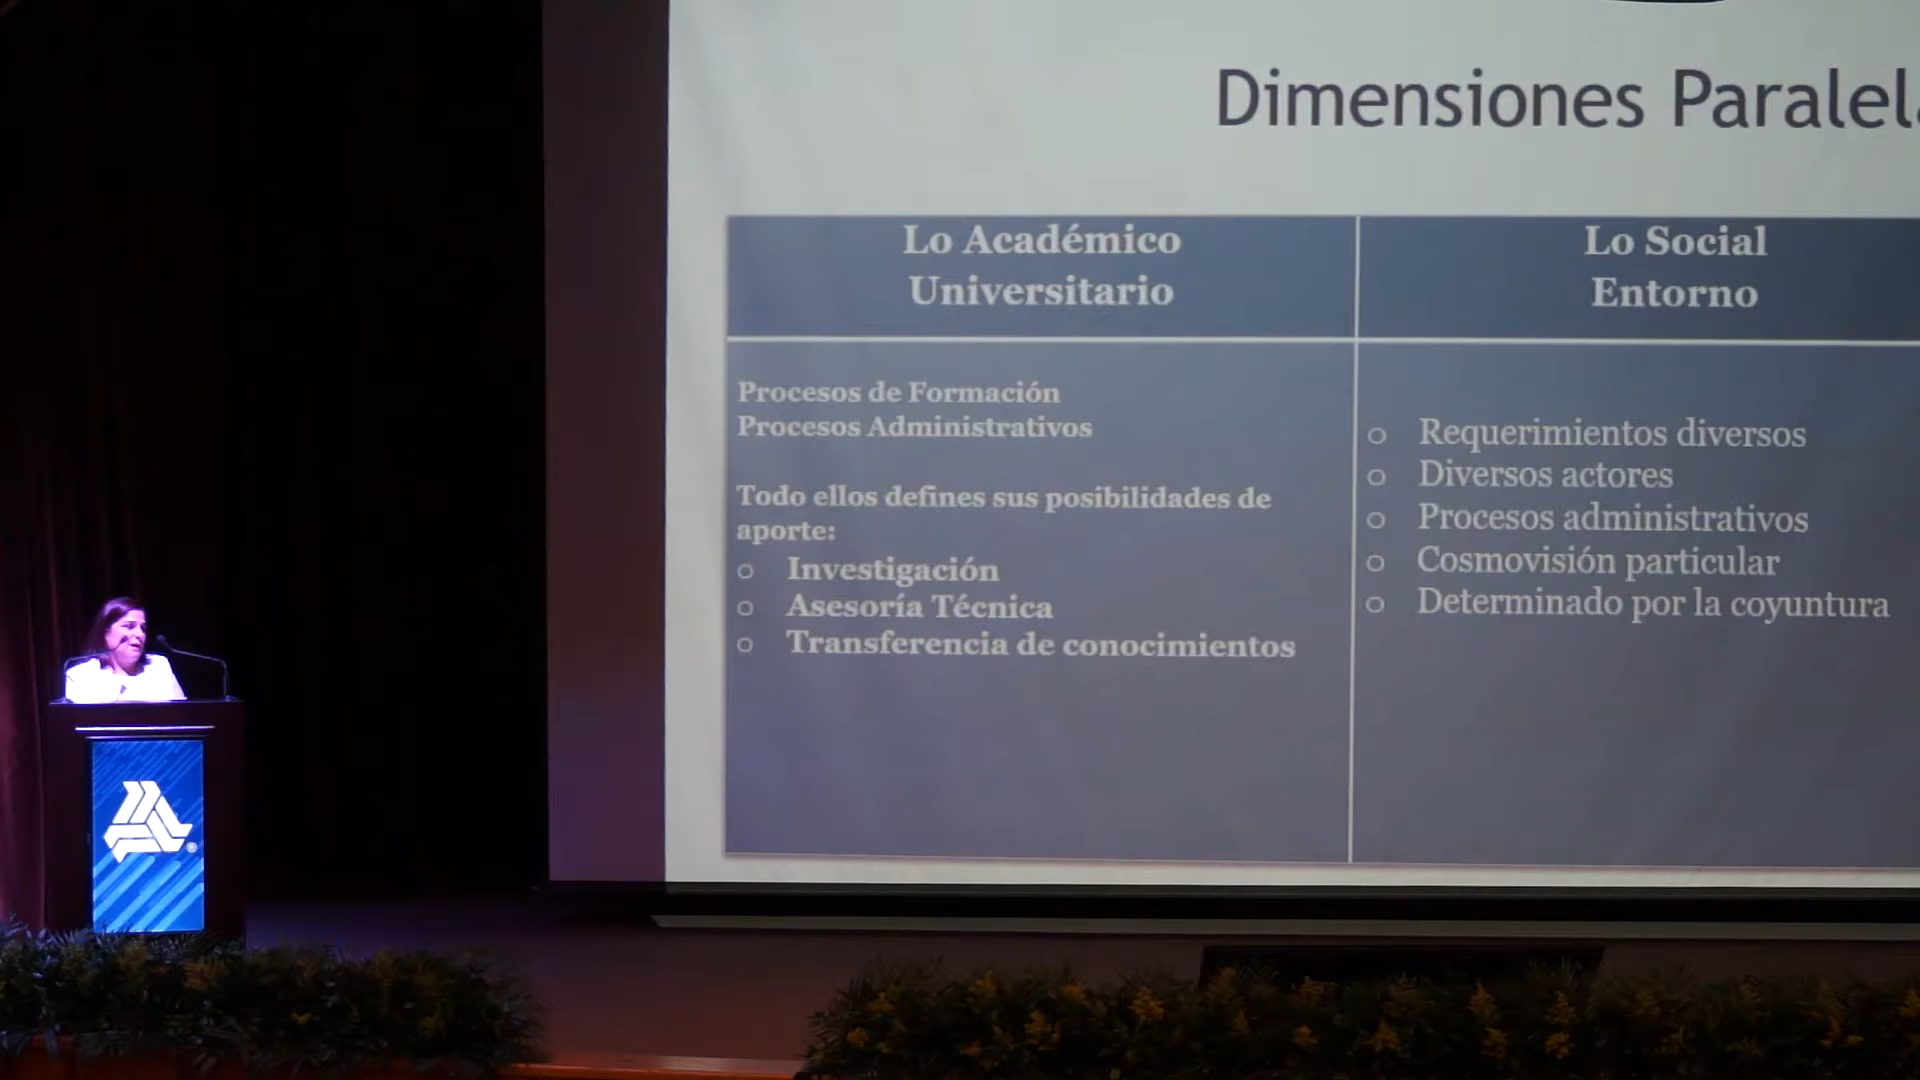 Dimensiones Paralela
Lo Académico
Universitario
Lo Social
Entorno
Procesos de Formación
Procesos Administrativos
Todo ellos defines sus posibilidades de
aporte:
o Investigación
o Asesoría Técnica
o Transferencia de conocimientos
o Requerimientos diversos
o Diversos actores
o Procesos administrativos
o Cosmovisión particular
o Determinado por la coyuntura
®